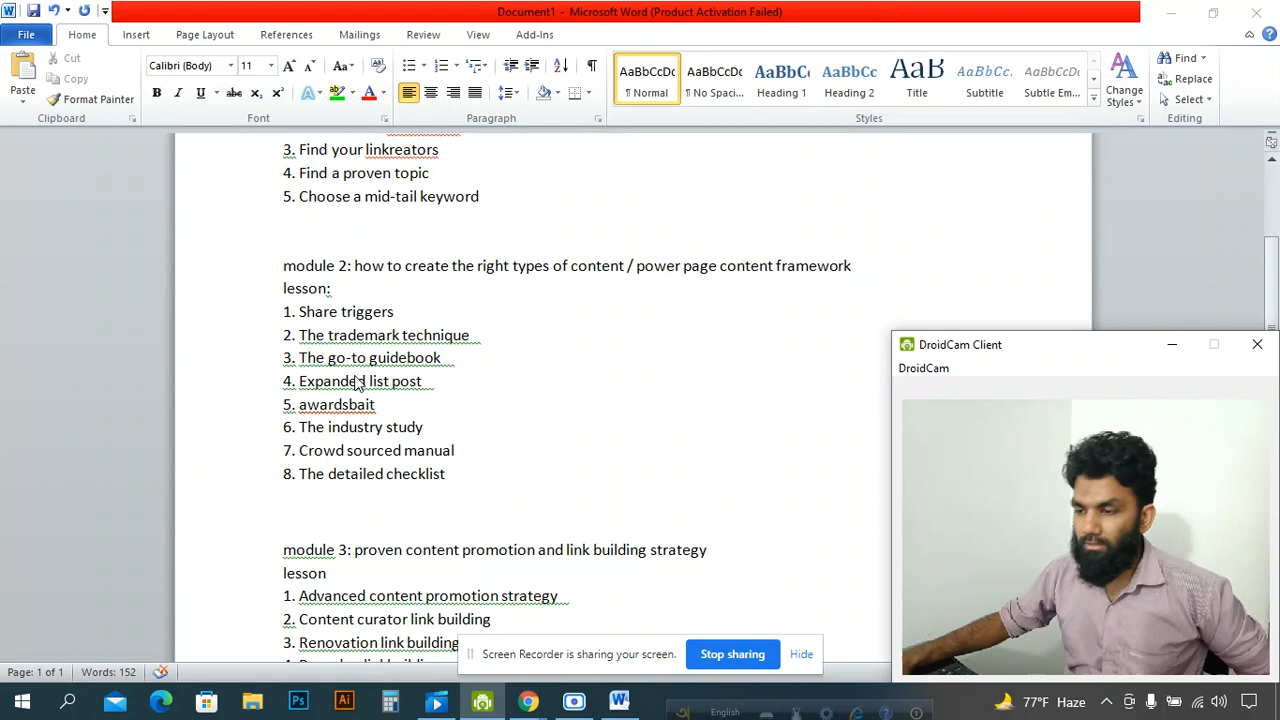 Document1 - Microsoft Word (Product Activation Failed)
File Home Insert Page Layout References Mailings Review View Add-Ins
Paste
Cut
Copy
Format Painter
Clipboard
Calibri (Body) 11
Font
Paragraph
AaBbCcDc AaBbCcDc AaBbCc AaBbCc AaB AaBbCc. AaBbCcDc
¶ Normal ¶ No Spaci... Heading 1 Heading 2 Title Subtitle Subtle Em...
Change
Styles
Styles
Find
Replace
Select
Editing
3. Find your linkreators
4. Find a proven topic
5. Choose a mid-tail keyword
module 2: how to create the right types of content / power page content framework
lesson:
1. Share triggers
2. The trademark technique
3. The go-to guidebook
4. Expanded list post
5. awardsbait
6. The industry study
7. Crowd sourced manual
8. The detailed checklist
module 3: proven content promotion and link building strategy
lesson
1. Advanced content promotion strategy
2. Content curator link building
3. Renovation link building
DroidCam Client
DroidCam
Screen Recorder is sharing your screen. Stop sharing Hide
Page: 1 of 1 Words: 152
English
77°F Haze